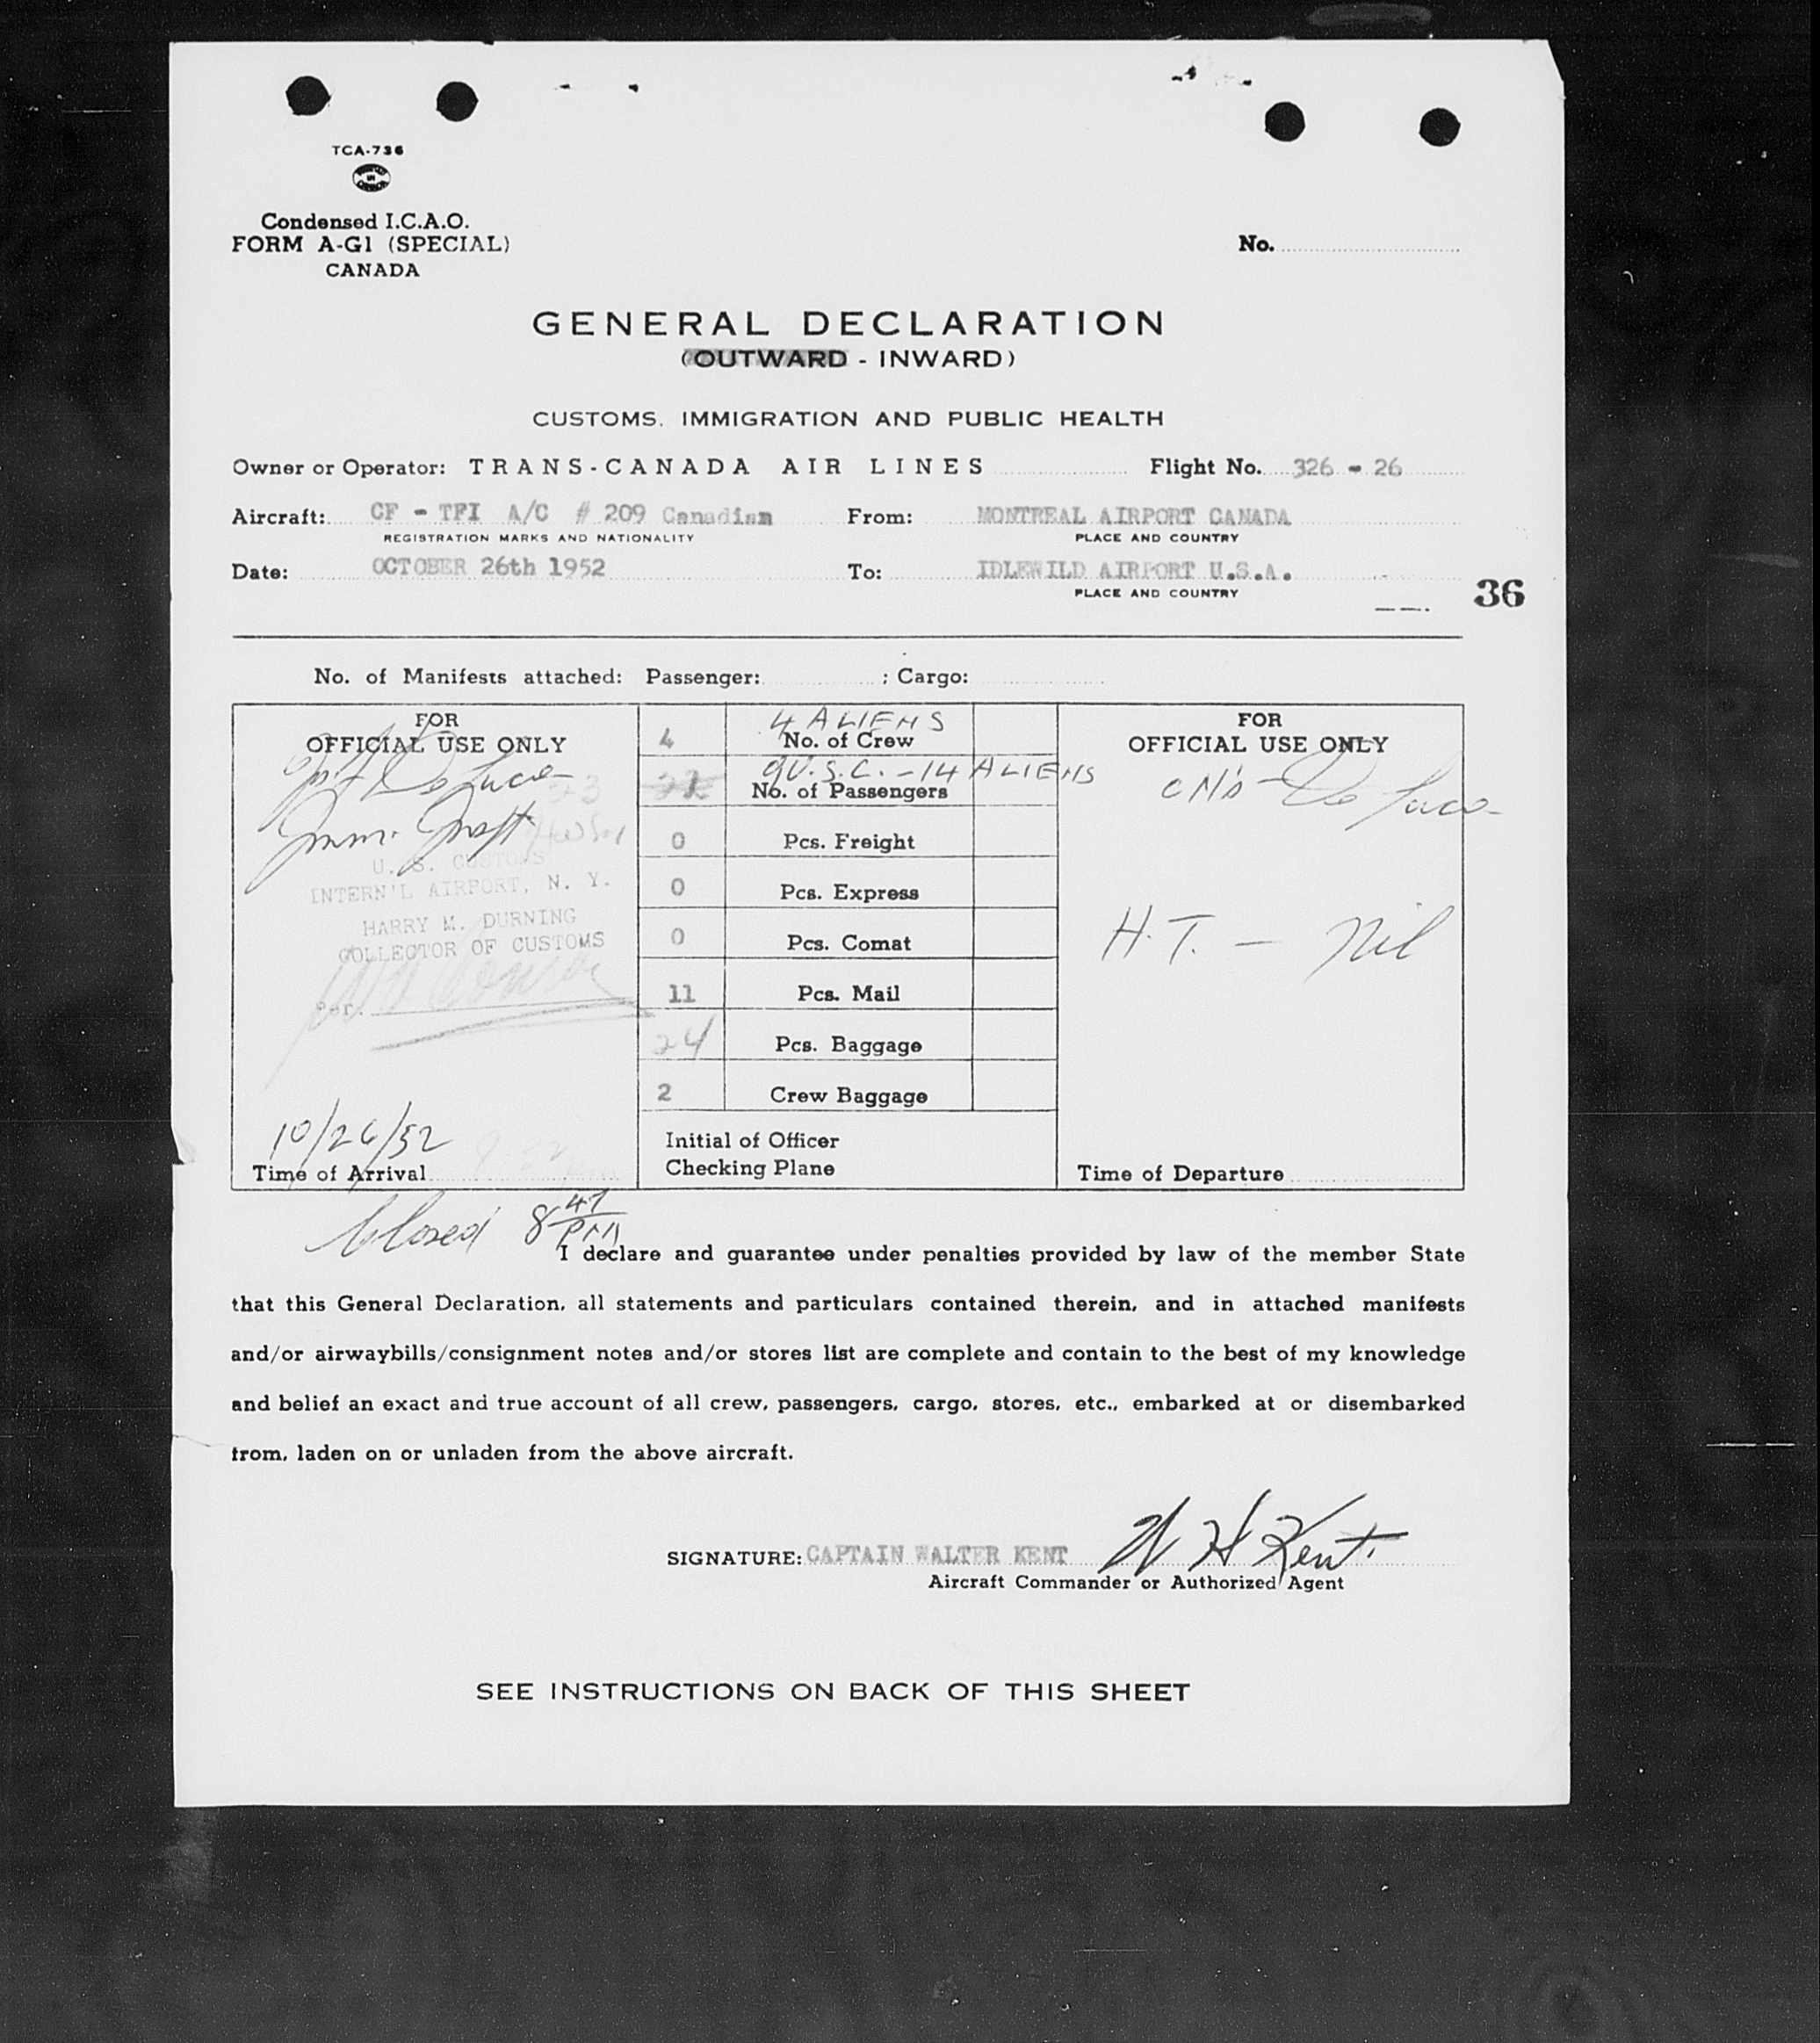 TCA-736
Condensed I.C.A.O.
FORM A-G1 (SPECIAL)
CANADA
No.
GENERAL DECLARATION
(OUTWARD - INWARD)
CUSTOMS, IMMIGRATION AND PUBLIC HEALTH
Owner or Operator: TRANS-CANADA AIR LINES Flight No. 326 - 26
Aircraft: CF - TFI A/C # 209 Canadian From: MONTREAL AIRPORT CANADA
REGISTRATION MARKS AND NATIONALITY PLACE AND COUNTRY
Date: OCTOBER 26th 1952 To: IDLEWILD AIRPORT U.S.A.
PLACE AND COUNTRY
36
No. of Manifests attached: Passenger: ; Cargo:
FOR
OFFICIAL USE ONLY
De Luca
Imm. Insp
23
U. S. CUSTOMS
INTERN'L AIRPORT, N. Y.
HARRY M. DURNING
COLLECTOR OF CUSTOMS
Per.
10/26/52
Time of Arrival
4 ALIENS
4 No. of Crew
9 U.S.C. - 14 ALIENS
No. of Passengers
0 Pcs. Freight
0 Pcs. Express
0 Pcs. Comat
11 Pcs. Mail
24 Pcs. Baggage
2 Crew Baggage
Initial of Officer
Checking Plane
FOR
OFFICIAL USE ONLY
De Luca
H.T. - Nil
Time of Departure
Closed 8 47 PM
I declare and guarantee under penalties provided by law of the member State
that this General Declaration, all statements and particulars contained therein, and in attached manifests
and/or airwaybills/consignment notes and/or stores list are complete and contain to the best of my knowledge
and belief an exact and true account of all crew, passengers, cargo, stores, etc., embarked at or disembarked
from, laden on or unladen from the above aircraft.
SIGNATURE: CAPTAIN WALTER KENT W H Kent
Aircraft Commander or Authorized Agent
SEE INSTRUCTIONS ON BACK OF THIS SHEET